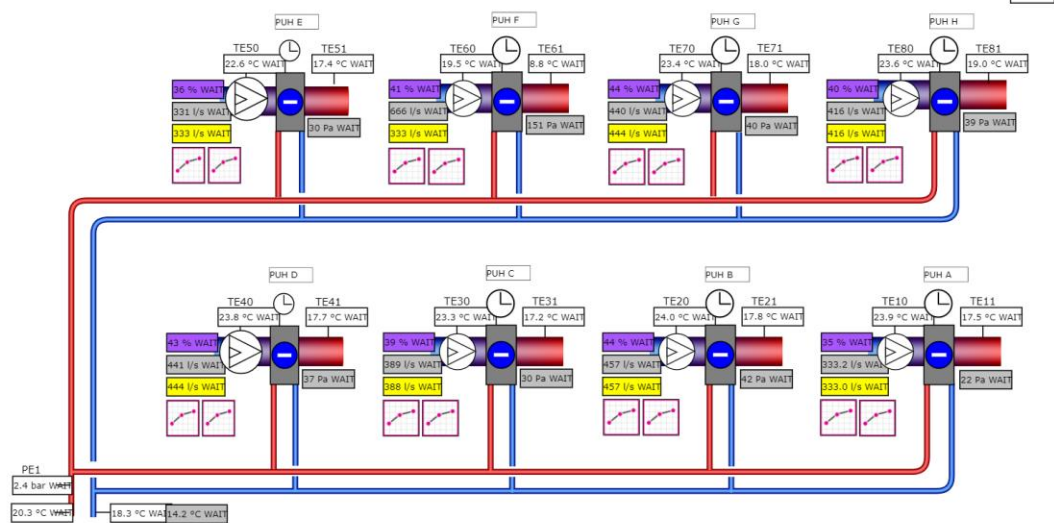 PUH E
PUH F
PUH G
PUH H
TE50
TE51
TE60
TE61
TE70
TE71
TE80
TE81
22.6 °C WAIT
17.4 °C WAIT
19.5 °C WAIT
8.8 °C WAIT
23.4 °C WAIT
18.0 °C WAIT
23.6 °C WAIT
19.0 °C WAIT
36 % WAIT
41 % WAIT
44 % WAIT
40 % WAIT
331 l/s WAIT
666 l/s WAIT
440 l/s WAIT
416 l/s WAIT
30 Pa WAIT
151 Pa WAIT
40 Pa WAIT
39 Pa WAIT
333 l/s WAIT
333 l/s WAIT
444 l/s WAIT
416 l/s WAIT
PUH D
PUH C
PUH B
PUH A
TE40
TE41
TE30
TE31
TE20
TE21
TE10
TE11
23.8 °C WAIT
17.7 °C WAIT
23.3 °C WAIT
17.2 °C WAIT
24.0 °C WAIT
17.8 °C WAIT
23.9 °C WAIT
17.5 °C WAIT
43 % WAIT
39 % WAIT
44 % WAIT
35 % WAIT
441 l/s WAIT
389 l/s WAIT
457 l/s WAIT
333.2 l/s WAIT
37 Pa WAIT
30 Pa WAIT
42 Pa WAIT
22 Pa WAIT
444 l/s WAIT
388 l/s WAIT
457 l/s WAIT
333.0 l/s WAIT
PE1
2.4 bar WAIT
20.3 °C WAIT
18.3 °C WAIT
14.2 °C WAIT